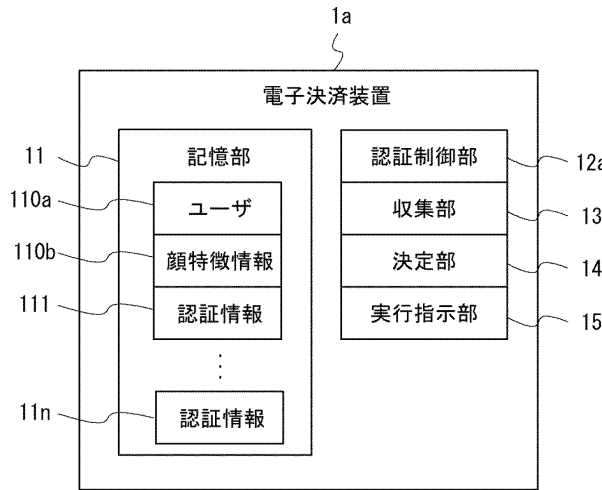 1a
電子決済装置
11
記憶部
110a
ユーザ
110b
顔特徴情報
111
認証情報
⋮
11n
認証情報
認証制御部
12a
収集部
13
決定部
14
実行指示部
15